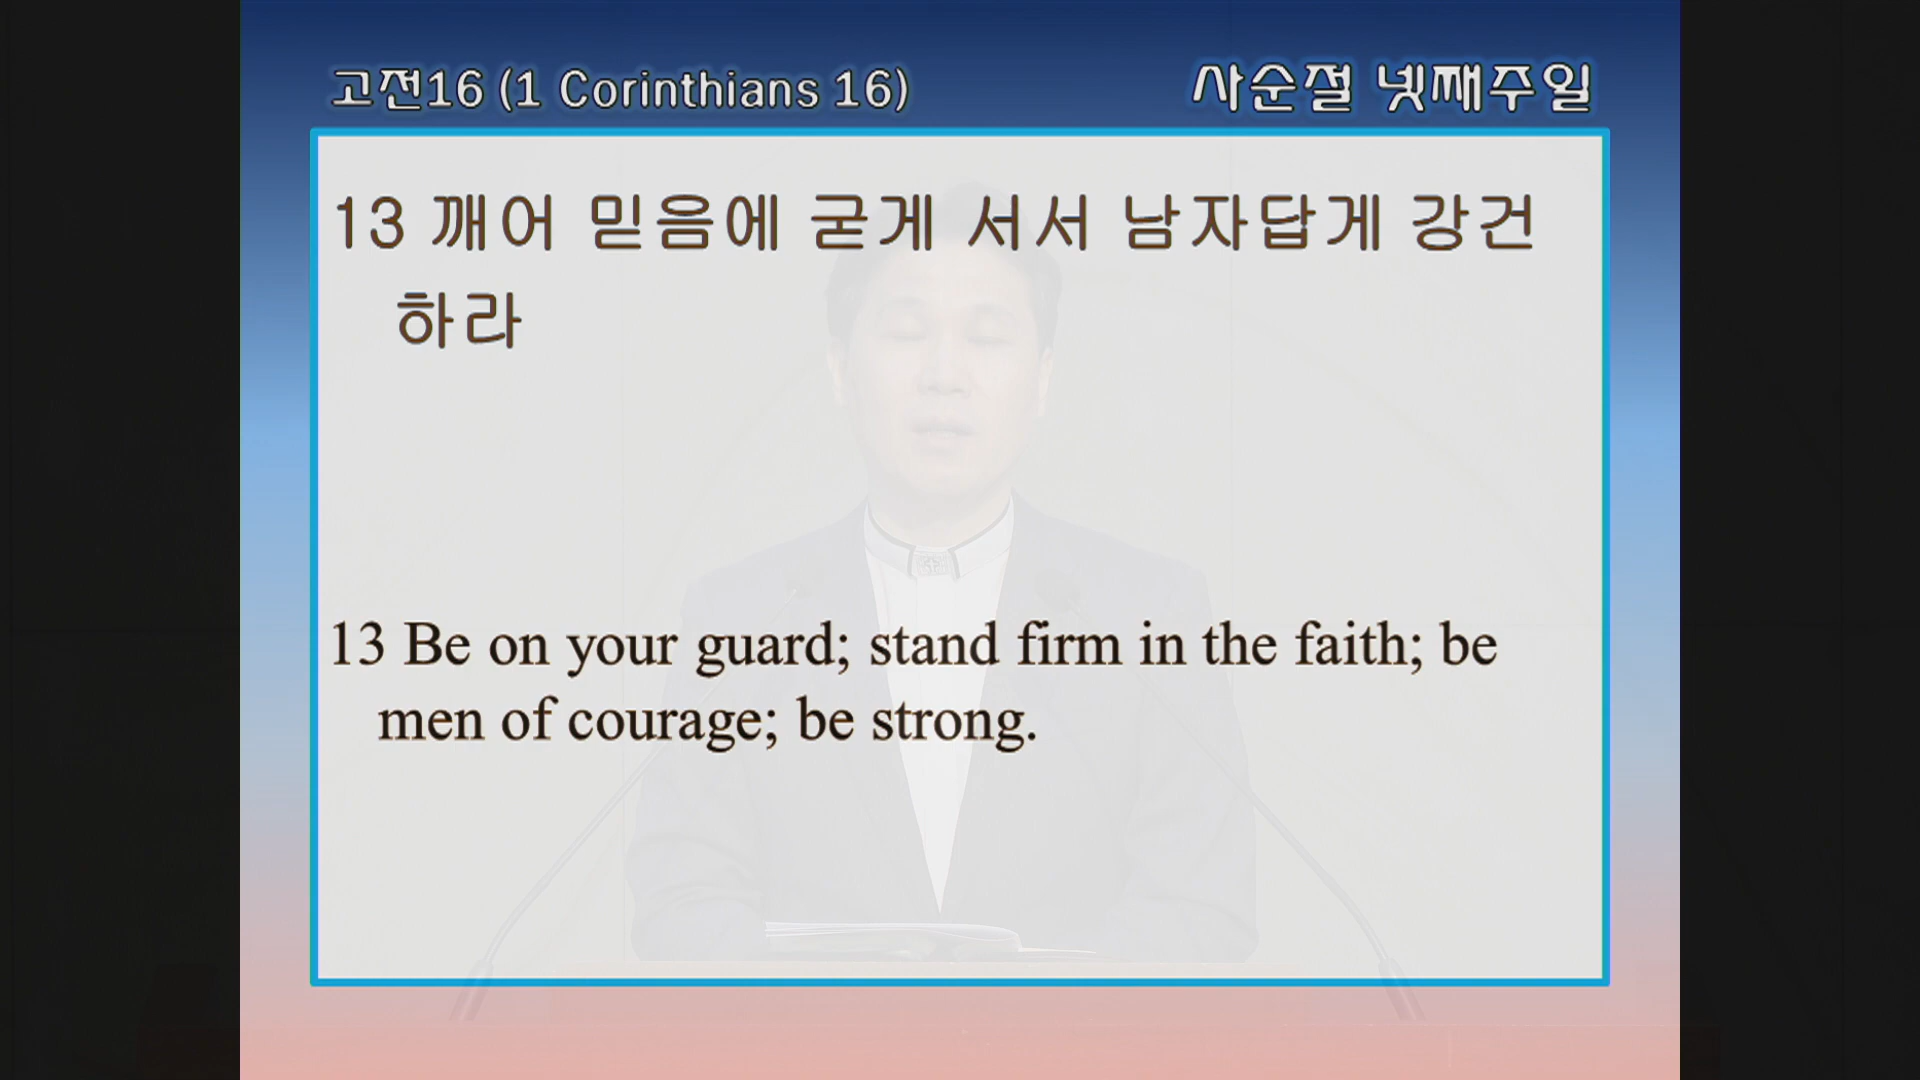 고전16 (1 Corinthians 16)
사순절 넷째주일
13 깨어 믿음에 굳게 서서 남자답게 강건
하라
13 Be on your guard; stand firm in the faith; be
men of courage; be strong.